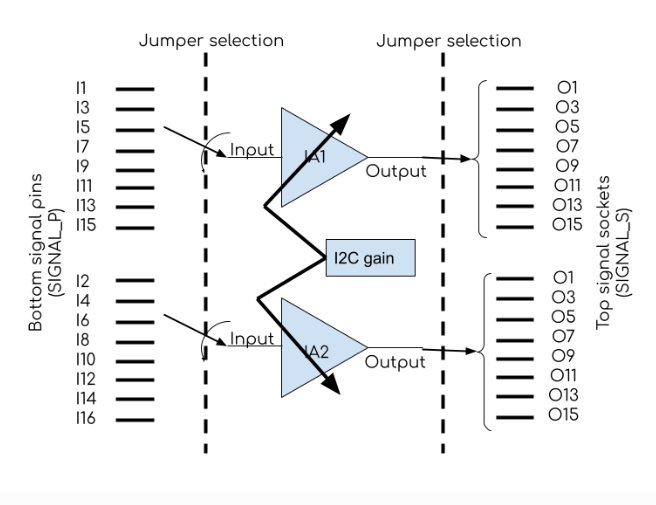 Jumper selection
Jumper selection
I1
I3
I5
I7
I9
I11
I13
I15
Bottom signal pins
(SIGNAL_P)
I2
I4
I6
I8
I10
I12
I14
I16
Input
IA1
Output
I2C gain
Input
IA2
Output
O1
O3
O5
O7
O9
O11
O13
O15
Top signal sockets
(SIGNAL_S)
O1
O3
O5
O7
O9
O11
O13
O15